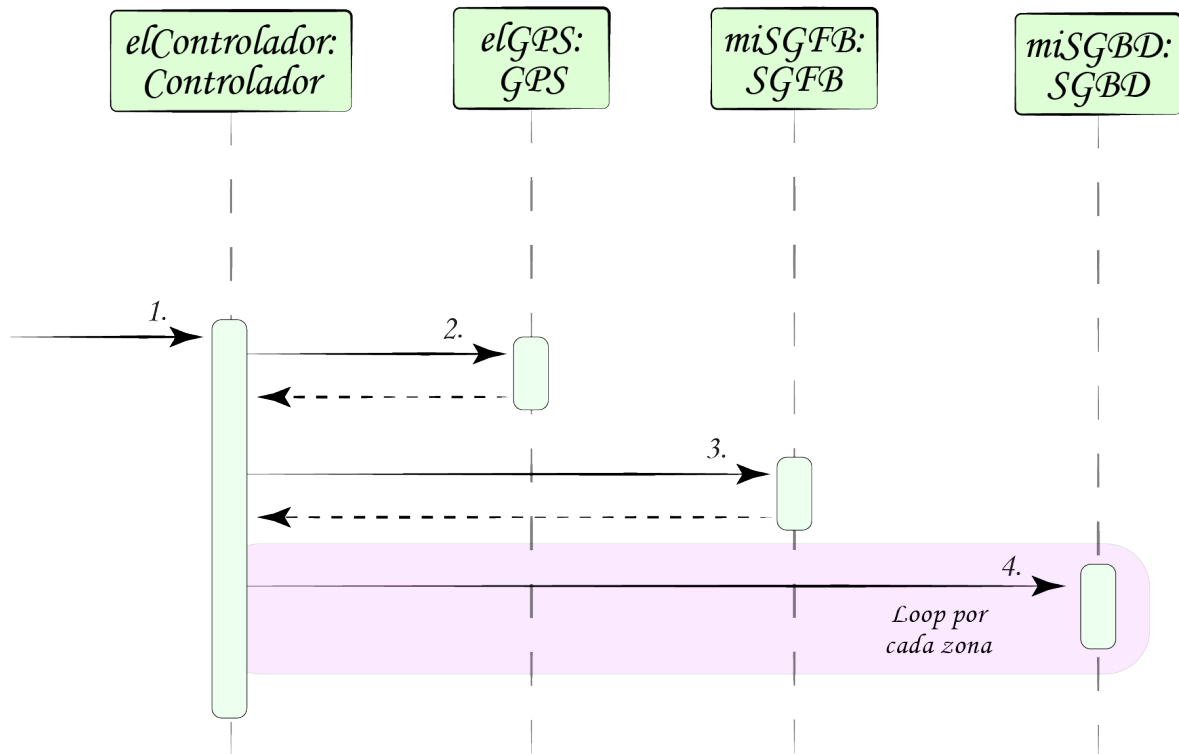 elControlador:
Controlador
elGPS:
GPS
miSGFB:
SGFB
miSGBD:
SGBD
1.
2.
3.
4.
Loop por
cada zona